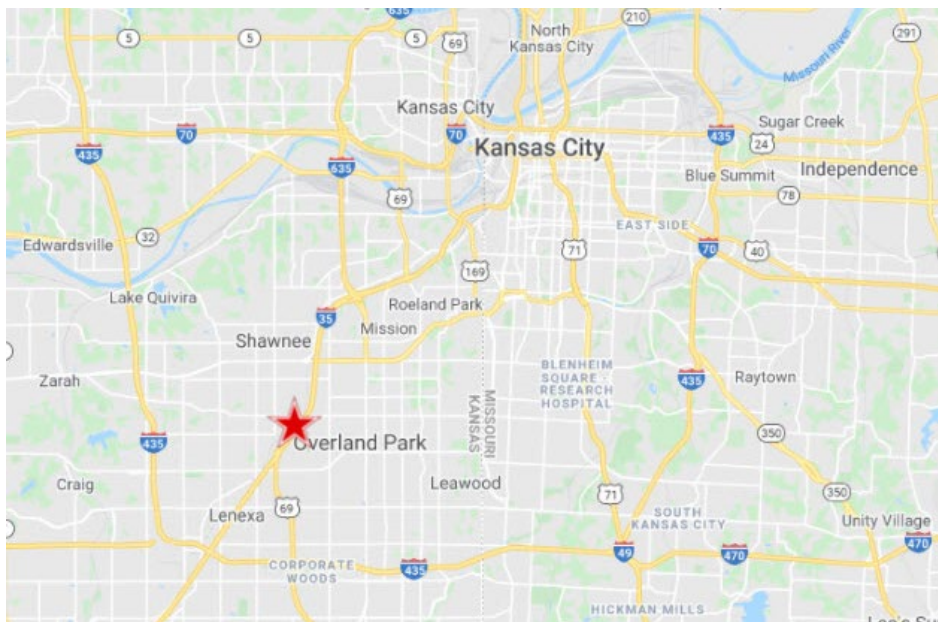 635
210
North
Kansas City
5
5
5
69
291
Missouri River
Kansas City
Sugar Creek
70
70
435
24
435
Kansas City
635
Blue Summit
Independence
69
78
EAST SIDE
32
71
70
40
Edwardsville
169
Lake Quivira
Roeland Park
35
Mission
Shawnee
BLENHEIM
SQUARE -
RESEARCH
HOSPITAL
435
Raytown
Zarah
MISSOURI
KANSAS
435
Overland Park
350
Craig
Leawood
71
350
69
Lenexa
SOUTH
KANSAS CITY
Unity Village
470
49
470
CORPORATE
WOODS
435
HICKMAN MILLS